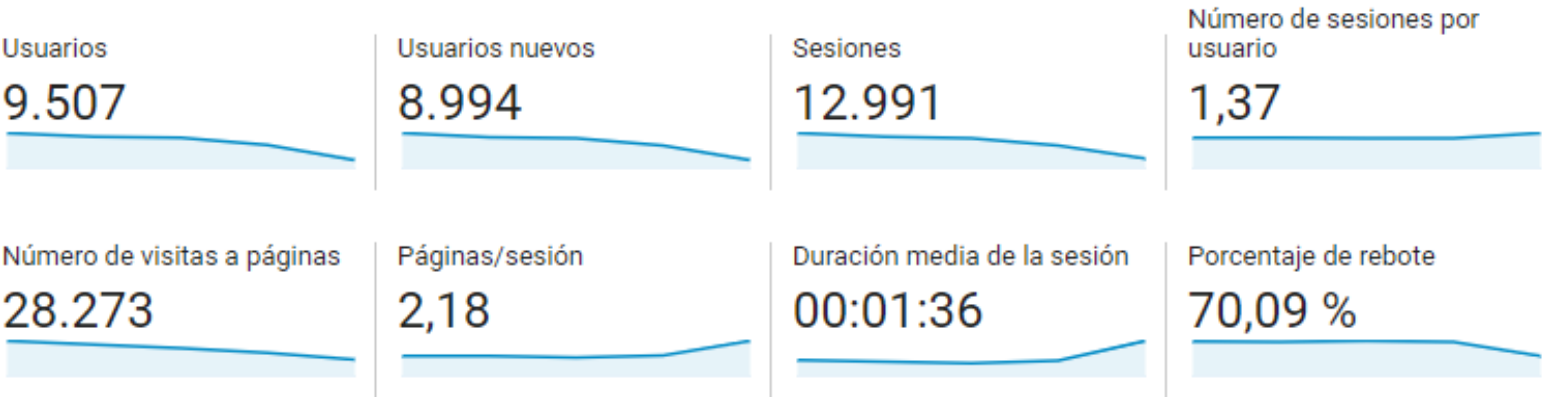 Usuarios
9.507
Usuarios nuevos
8.994
Sesiones
12.991
Número de sesiones por
usuario
1,37
Número de visitas a páginas
28.273
Páginas/sesión
2,18
Duración media de la sesión
00:01:36
Porcentaje de rebote
70,09 %